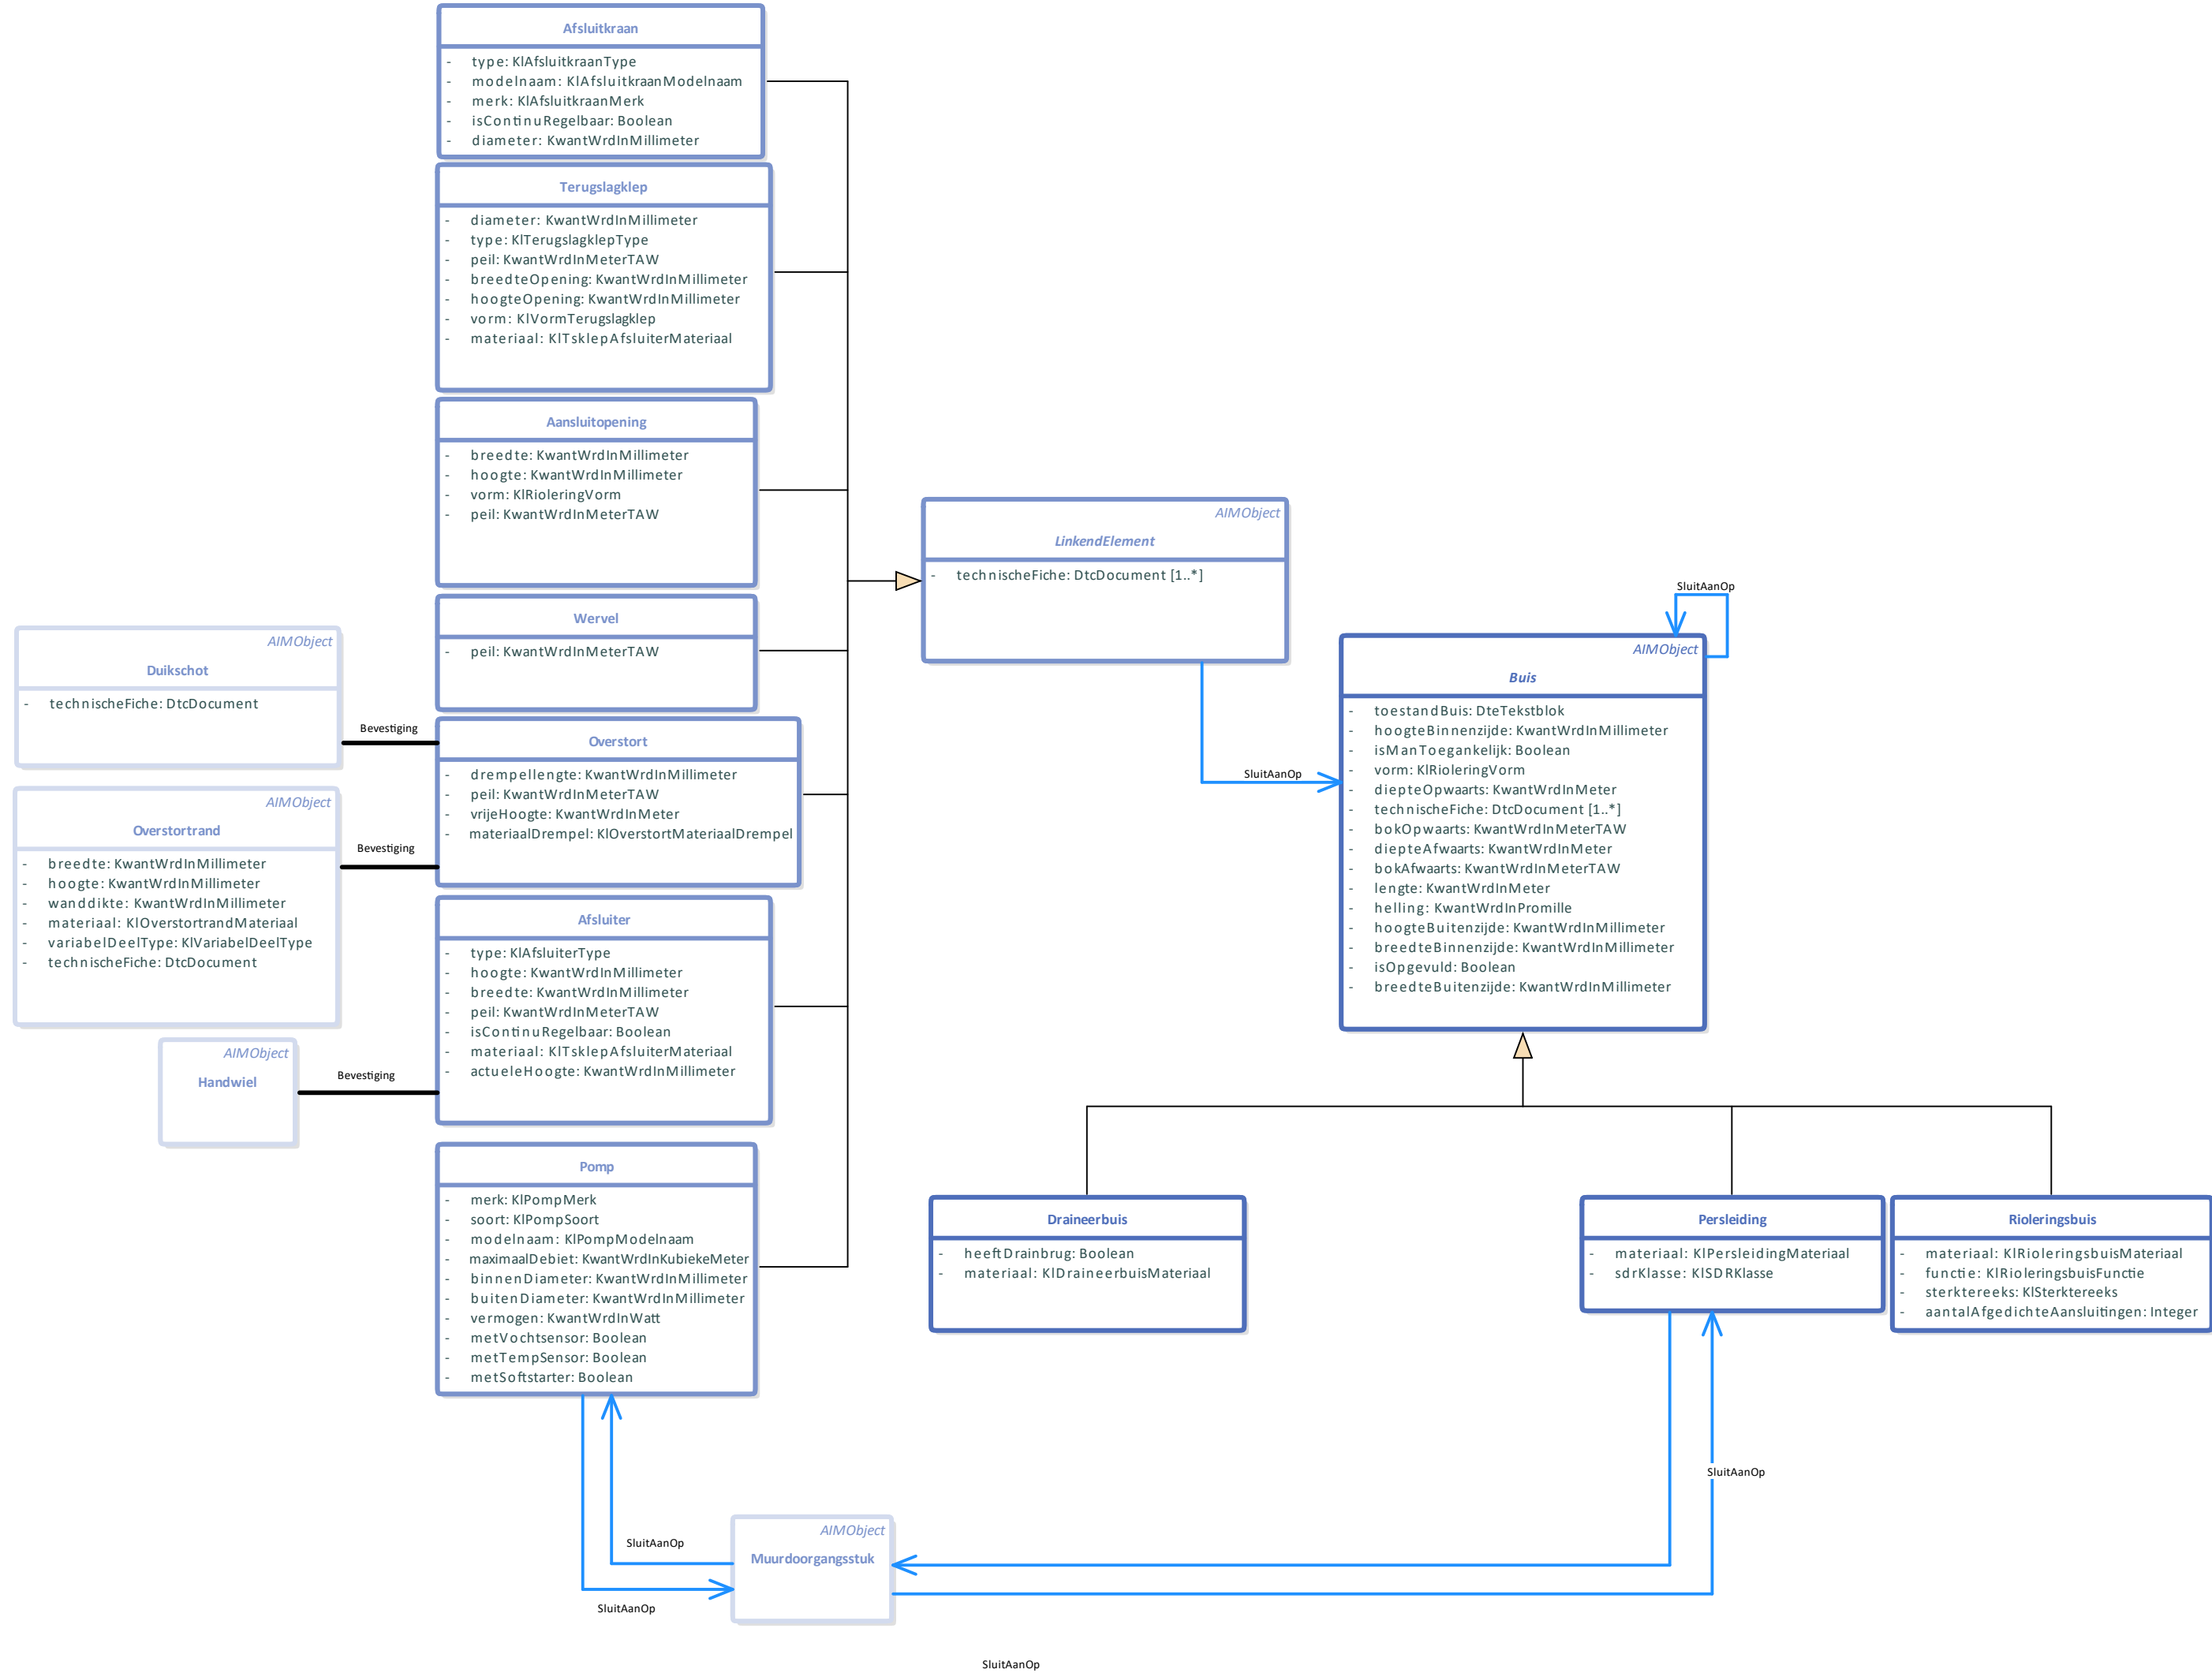 Afsluitkraan
- type: KlAfsluitkraanType
- modelnaam: KlAfsluitkraanModelnaam
- merk: KlAfsluitkraanMerk
- isContinuRegelbaar: Boolean
- diameter: KwantWrdInMillimeter
Terugslagklep
- diameter: KwantWrdInMillimeter
- type: KlTerugslagklepType
- peil: KwantWrdInMeterTAW
- breedteOpening: KwantWrdInMillimeter
- hoogteOpening: KwantWrdInMillimeter
- vorm: KlVormTerugslagklep
- materiaal: KlTsklepAfsluiterMateriaal
Aansluitopening
- breedte: KwantWrdInMillimeter
- hoogte: KwantWrdInMillimeter
- vorm: KlRioleringVorm
- peil: KwantWrdInMeterTAW
Wervel
- peil: KwantWrdInMeterTAW
AIMObject
Duikschot
- technischeFiche: DtcDocument
Bevestiging
Overstort
- drempellengte: KwantWrdInMillimeter
- peil: KwantWrdInMeterTAW
- vrijeHoogte: KwantWrdInMeter
- materiaalDrempel: KlOverstortMateriaalDrempel
AIMObject
Overstortrand
- breedte: KwantWrdInMillimeter
- hoogte: KwantWrdInMillimeter
- wanddikte: KwantWrdInMillimeter
- materiaal: KlOverstortrandMateriaal
- variabelDeelType: KlVariabelDeelType
- technischeFiche: DtcDocument
Bevestiging
Afsluiter
- type: KlAfsluiterType
- hoogte: KwantWrdInMillimeter
- breedte: KwantWrdInMillimeter
- peil: KwantWrdInMeterTAW
- isContinuRegelbaar: Boolean
- materiaal: KlTsklepAfsluiterMateriaal
- actueleHoogte: KwantWrdInMillimeter
AIMObject
Handwiel
Bevestiging
Pomp
- merk: KlPompMerk
- soort: KlPompSoort
- modelnaam: KlPompModelnaam
- maximaalDebiet: KwantWrdInKubiekeMeter
- binnenDiameter: KwantWrdInMillimeter
- buitenDiameter: KwantWrdInMillimeter
- vermogen: KwantWrdInWatt
- metVochtsensor: Boolean
- metTempSensor: Boolean
- metSoftstarter: Boolean
AIMObject
LinkendElement
- technischeFiche: DtcDocument [1..*]
SluitAanOp
SluitAanOp
AIMObject
Buis
- toestandBuis: DteTekstblok
- hoogteBinnenzijde: KwantWrdInMillimeter
- isManToegankelijk: Boolean
- vorm: KlRioleringVorm
- diepteOpwaarts: KwantWrdInMeter
- technischeFiche: DtcDocument [1..*]
- bokOpwaarts: KwantWrdInMeterTAW
- diepteAfwaarts: KwantWrdInMeter
- bokAfwaarts: KwantWrdInMeterTAW
- lengte: KwantWrdInMeter
- helling: KwantWrdInPromille
- hoogteBuitenzijde: KwantWrdInMillimeter
- breedteBinnenzijde: KwantWrdInMillimeter
- isOpgevuld: Boolean
- breedteBuitenzijde: KwantWrdInMillimeter
Draineerbuis
- heeftDrainbrug: Boolean
- materiaal: KlDraineerbuisMateriaal
Persleiding
- materiaal: KlPersleidingMateriaal
- sdrKlasse: KlSDRKlasse
Rioleringsbuis
- materiaal: KlRioleringsbuisMateriaal
- functie: KlRioleringsbuisFunctie
- sterktereeks: KlSterktereeks
- aantalAfgedichteAansluitingen: Integer
SluitAanOp
SluitAanOp
AIMObject
Muurdoorgangsstuk
SluitAanOp
SluitAanOp